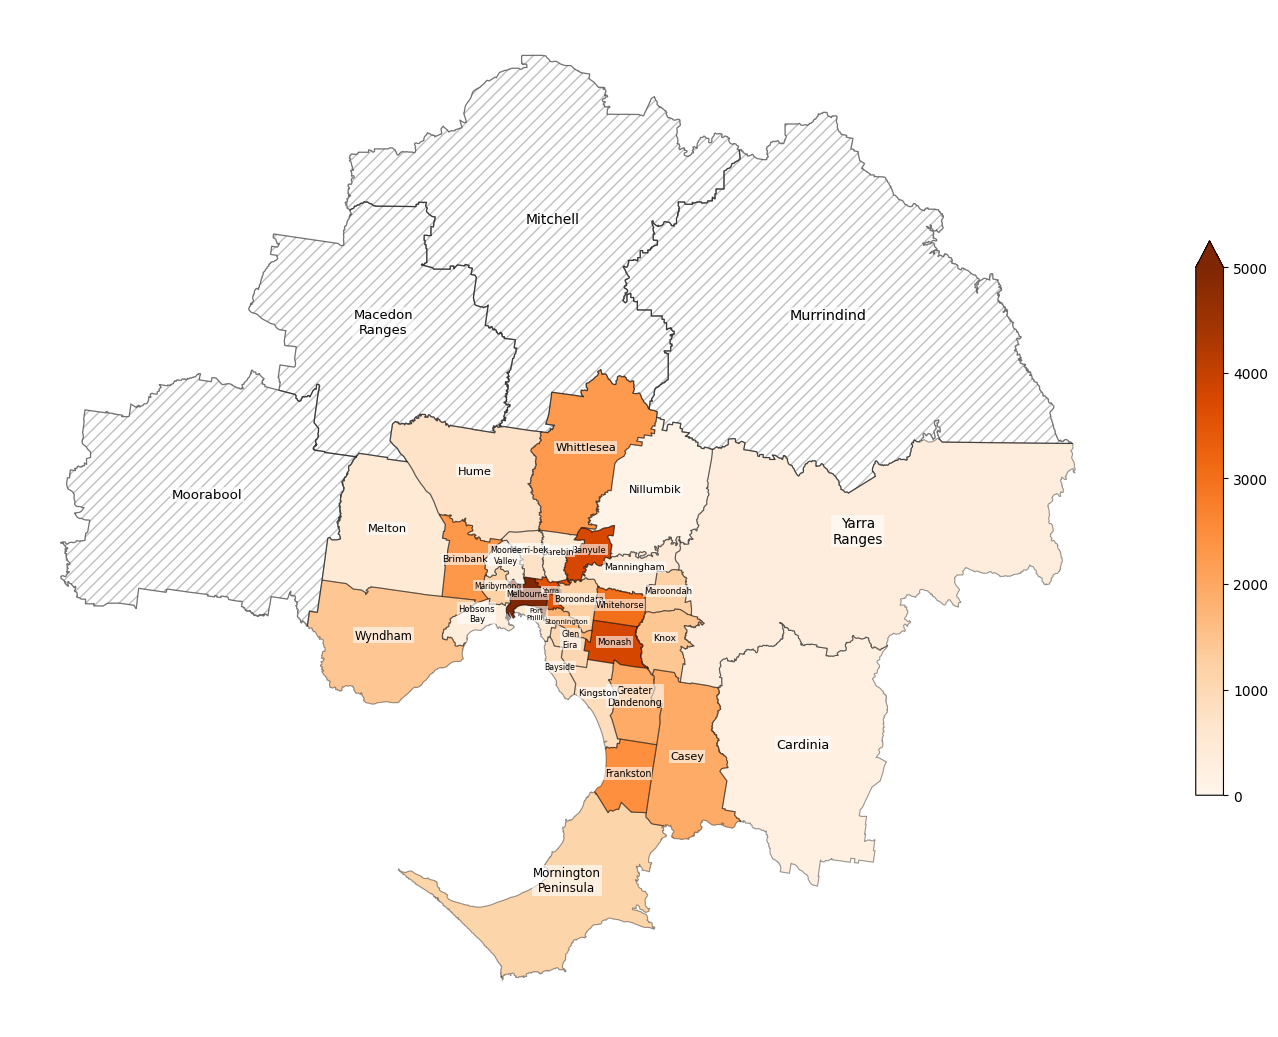 Mitchell
Murrindind
Macedon
Ranges
Moorabool
Whittlesea
Hume
Nillumbik
Melton
Yarra
Ranges
Brimbank
Moonee
Valley
Merri-bek
Darebin
Banyule
Manningham
Maribyrnong
Melbourne
Yarra
Boroondara
Whitehorse
Maroondah
Hobsons
Bay
Port
Phillip
Stonnington
Wyndham
Glen
Eira
Monash
Knox
Bayside
Kingston
Greater
Dandenong
Casey
Cardinia
Frankston
Mornington
Peninsula
5000
4000
3000
2000
1000
0